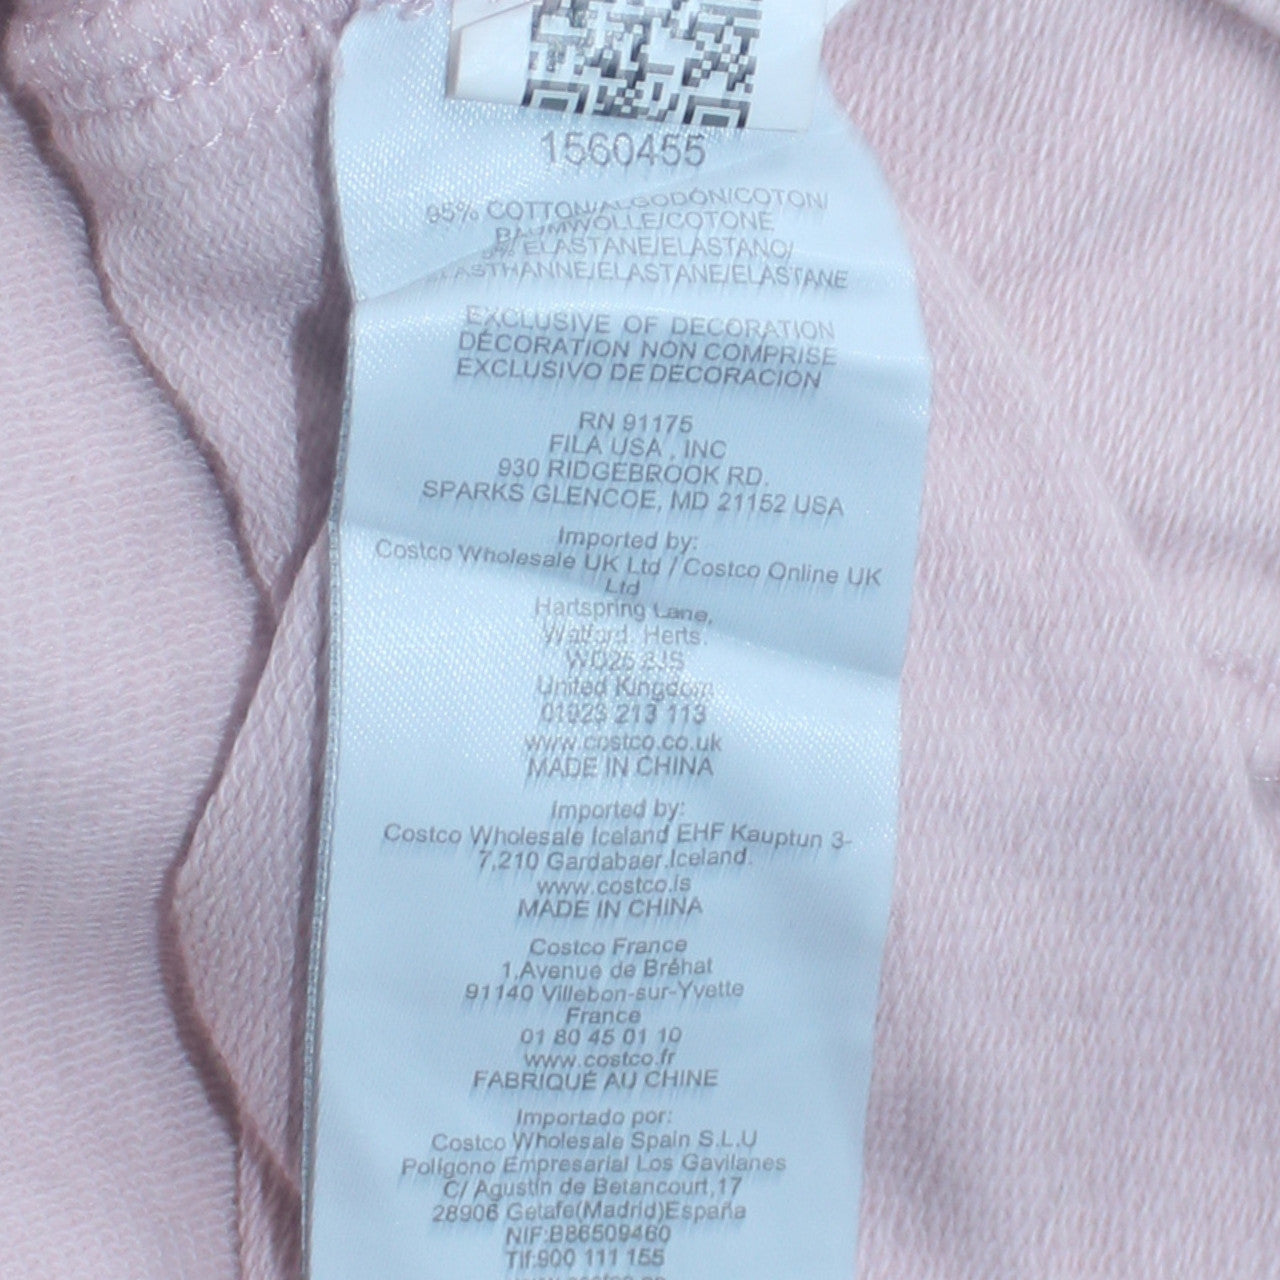 1560455
95% COTTON/ALGODÓN/COTON/
BAUMWOLLE/COTONE
5% ELASTANE/ELASTANO/
ELASTHANNE/ELASTANE/ELASTANE
EXCLUSIVE OF DECORATION
DÉCORATION NON COMPRISE
EXCLUSIVO DE DECORACION
RN 91175
FILA USA , INC
930 RIDGEBROOK RD.
SPARKS GLENCOE, MD 21152 USA
Imported by:
Costco Wholesale UK Ltd / Costco Online UK
Ltd
Hartspring Lane,
Watford. Herts.
WD25 8JS
United Kingdom
01923 213 113
www.costco.co.uk
MADE IN CHINA
Imported by:
Costco Wholesale Iceland EHF Kauptun 3-
7,210 Gardabaer.Iceland.
www.costco.is
MADE IN CHINA
Costco France
1,Avenue de Bréhat
91140 Villebon-sur-Yvette
France
01 80 45 01 10
www.costco.fr
FABRIQUÉ AU CHINE
Importado por:
Costco Wholesale Spain S.L.U
Polígono Empresarial Los Gavilanes
C/ Agustín de Betancourt,17
28906 Getafe(Madrid)España
NIF:B86509460
Tlf:900 111 155